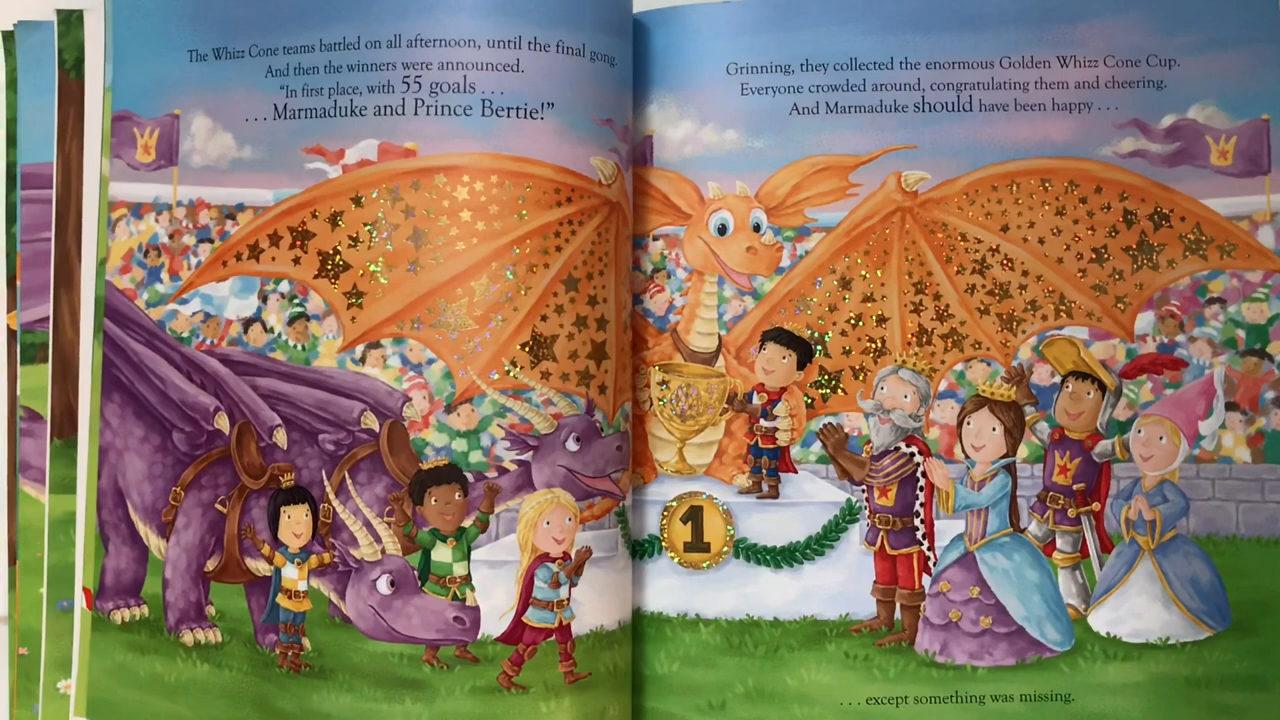 The Whizz Cone teams battled on all afternoon, until the final gong.
And then the winners were announced.
“In first place, with 55 goals . . .
. . . Marmaduke and Prince Bertie!”
Grinning, they collected the enormous Golden Whizz Cone Cup.
Everyone crowded around, congratulating them and cheering.
And Marmaduke should have been happy . . .
1
. . . except something was missing.